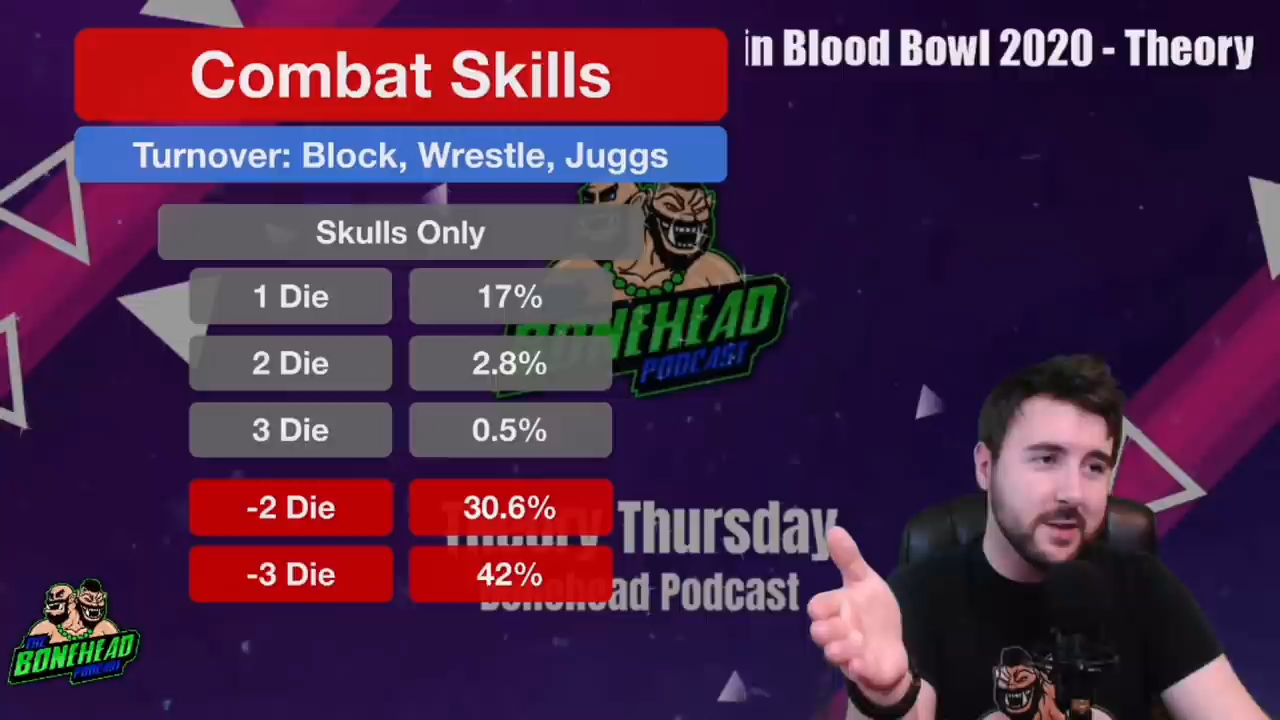 Combat Skills
in Blood Bowl 2020 - Theory
Turnover: Block, Wrestle, Juggs
Skulls Only
1 Die 17%
2 Die 2.8%
3 Die 0.5%
-2 Die 30.6%
-3 Die 42%
BONEHEAD
PODCAST
Theory Thursday
Bonehead Podcast
THE
BONEHEAD
PODCAST